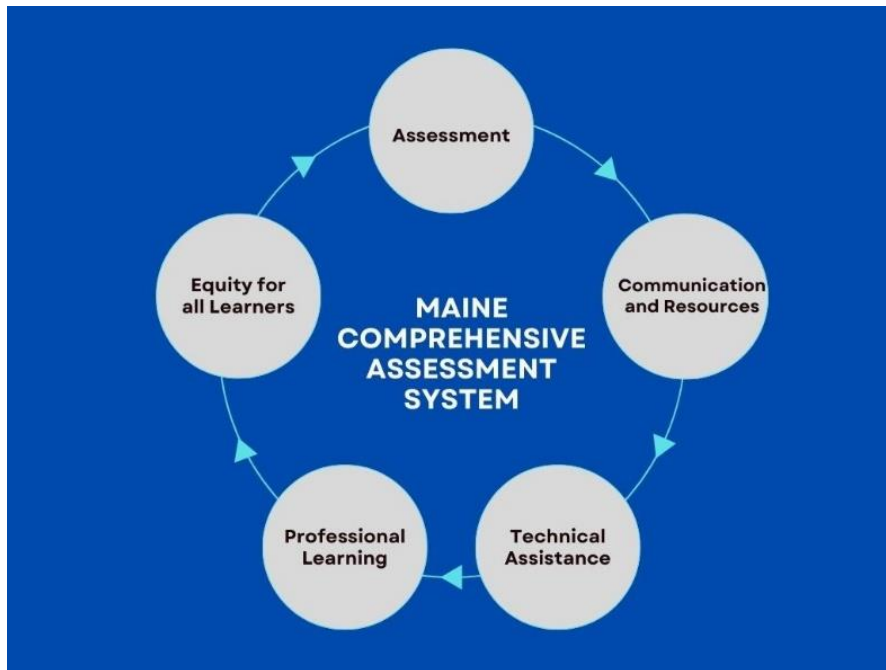 Assessment
Communication
and Resources
Technical
Assistance
Professional
Learning
Equity for
all Learners
MAINE
COMPREHENSIVE
ASSESSMENT
SYSTEM